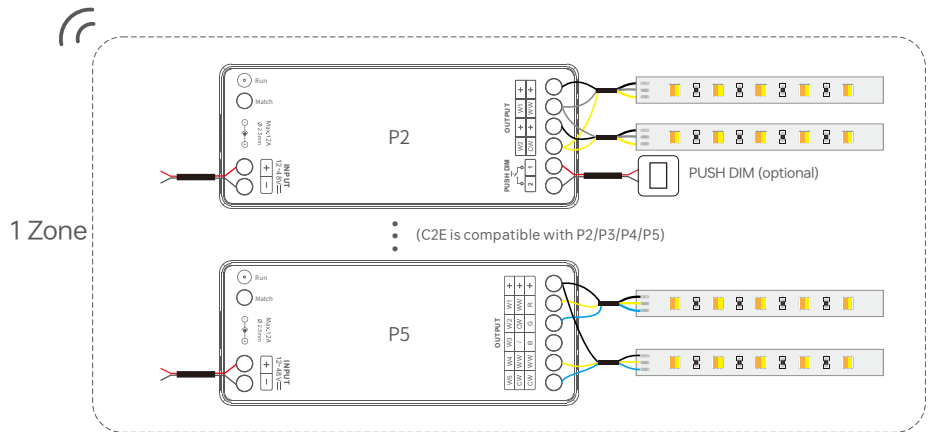 1 Zone
Run
Match
Max.12A
Ø 2.5mm
INPUT
12-48V
+
−
P2
OUTPUT
+ +
W1 WW
+ +
W2 CW
PUSH DIM
1
2
PUSH DIM (optional)
(C2E is compatible with P2/P3/P4/P5)
Run
Match
Max.12A
Ø 2.5mm
INPUT
12-48V
+
−
P5
OUTPUT
+ + +
W1 WW R
W2 CW G
W3 / B
W4 WW WW
W5 CW CW